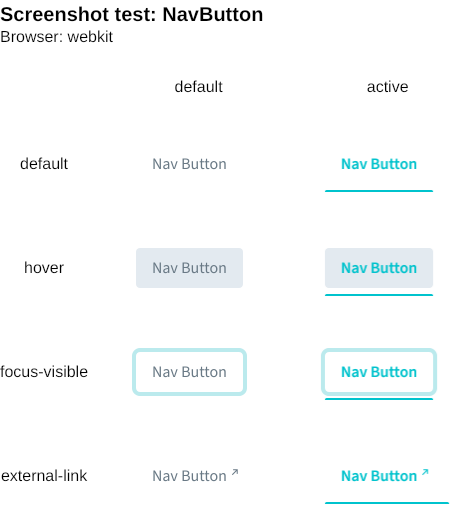 Screenshot test: NavButton
Browser: webkit
default active
default Nav Button Nav Button
hover Nav Button Nav Button
focus-visible Nav Button Nav Button
external-link Nav Button ↗ Nav Button ↗